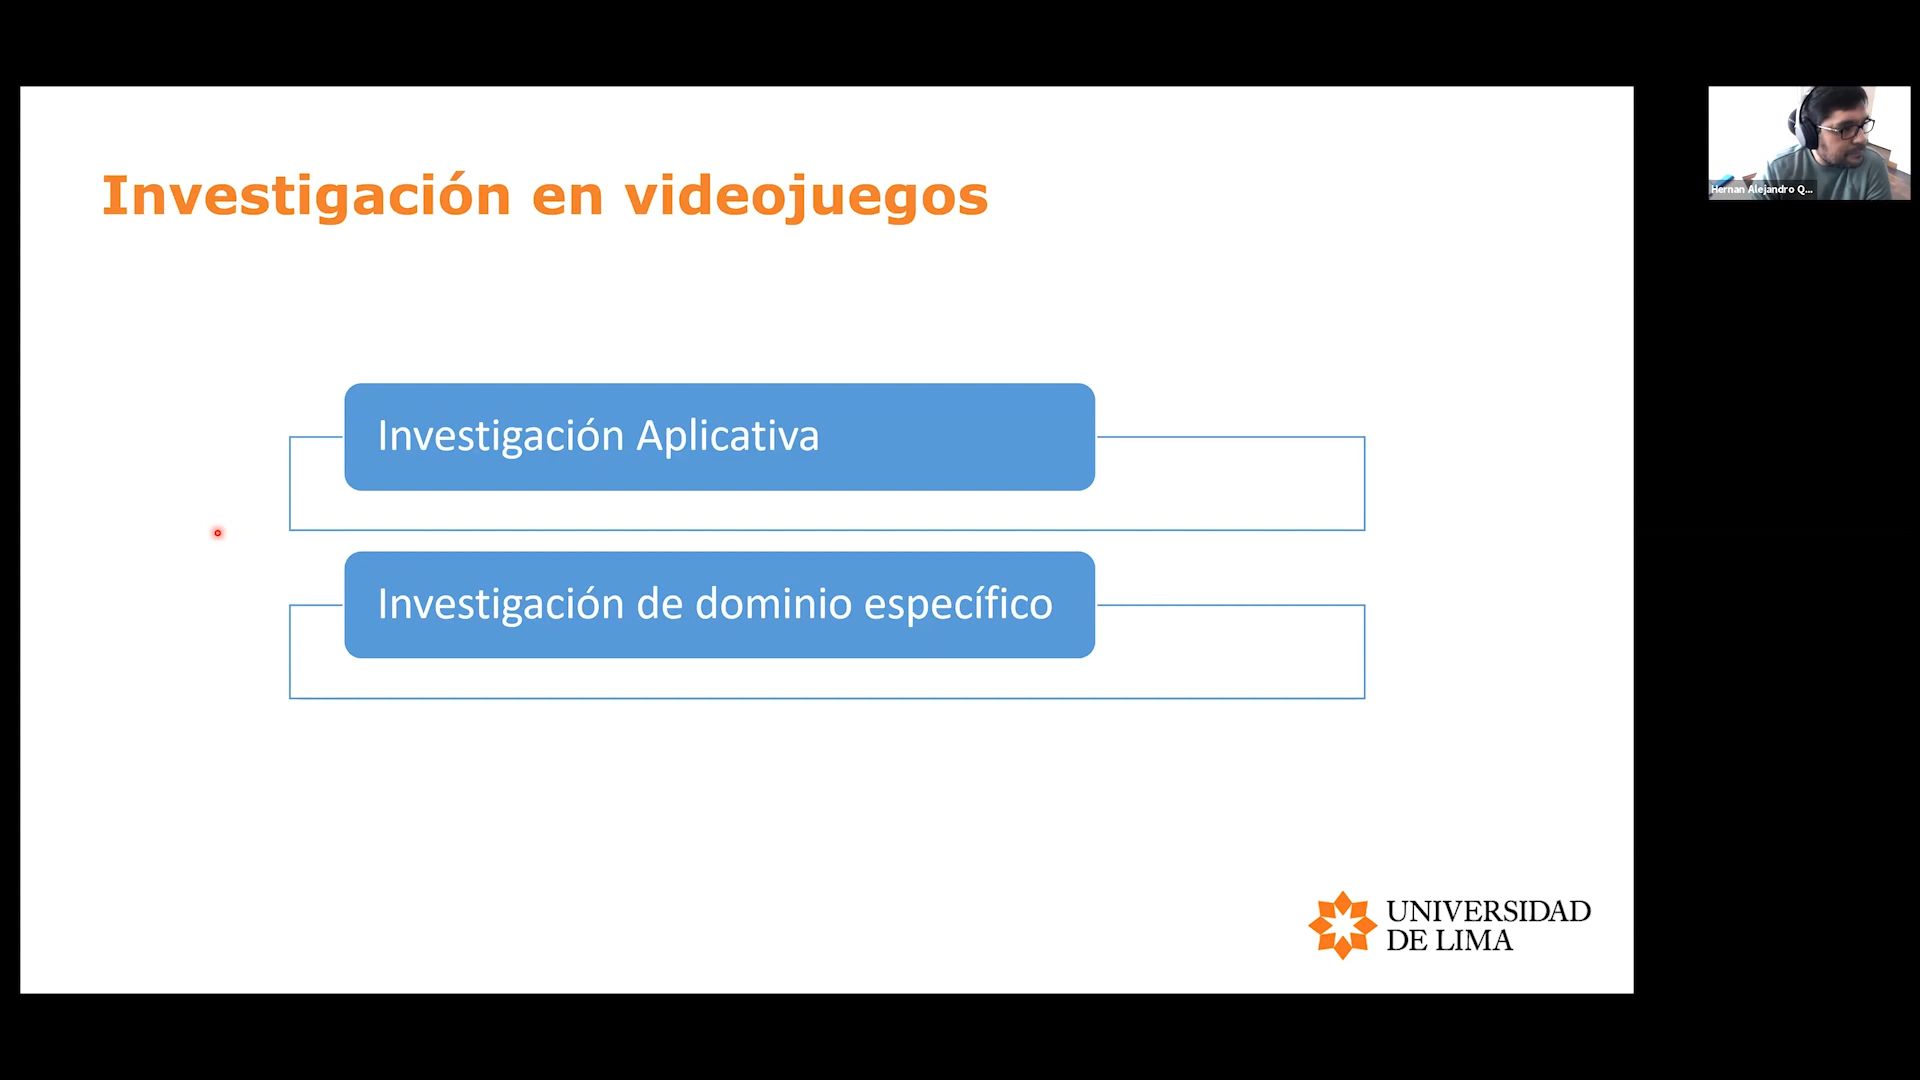 Investigación en videojuegos
Hernan Alejandro Q...
Investigación Aplicativa
Investigación de dominio específico
UNIVERSIDAD
DE LIMA